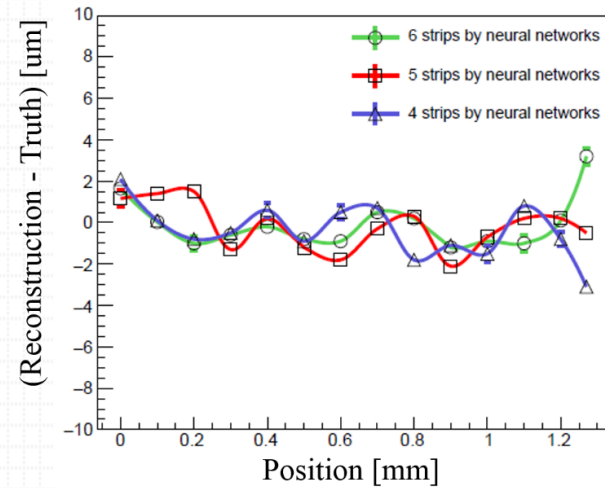 (Reconstruction - Truth) [um]
10
8
6
4
2
0
−2
−4
−6
−8
−10
6 strips by neural networks
5 strips by neural networks
4 strips by neural networks
0 0.2 0.4 0.6 0.8 1 1.2
Position [mm]